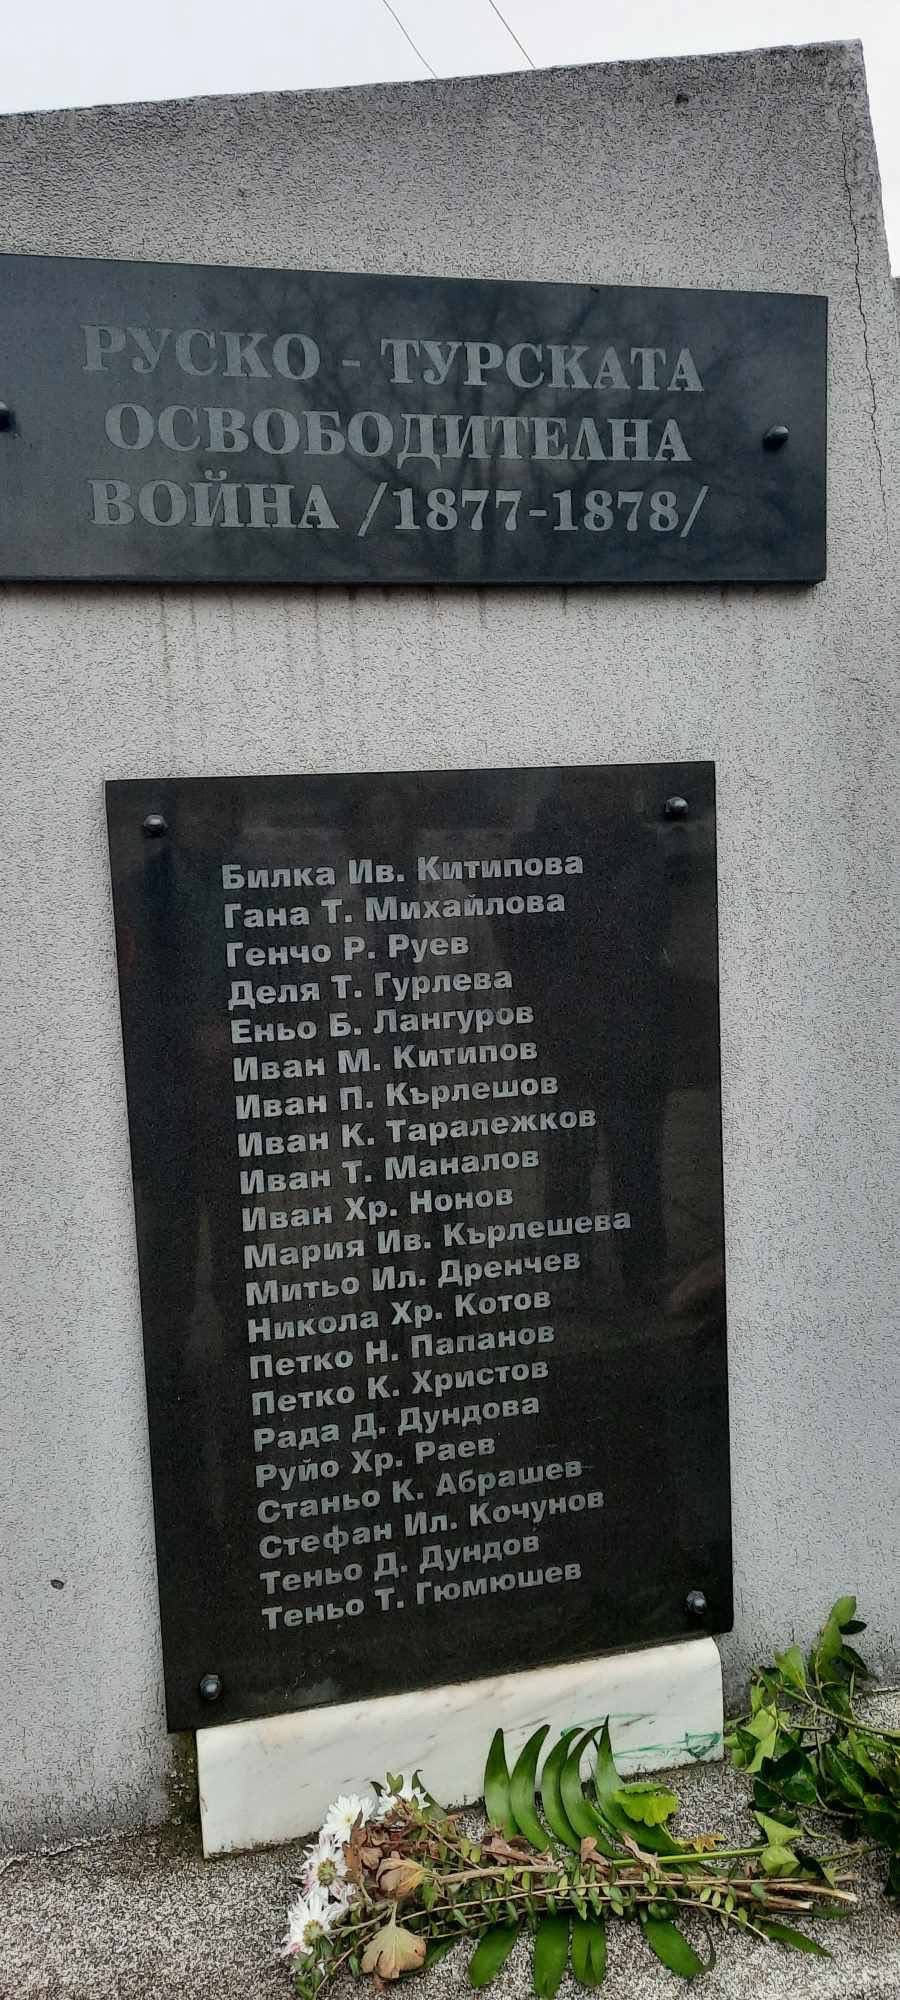 РУСКО - ТУРСКАТА
ОСВОБОДИТЕЛНА
ВОЙНА /1877-1878/
Билка Ив. Китипова
Гана Т. Михайлова
Генчо Р. Руев
Деля Т. Гурлева
Еньо Б. Лангуров
Иван М. Китипов
Иван П. Кърлешов
Иван К. Таралежков
Иван Т. Маналов
Иван Хр. Нонов
Мария Ив. Кърлешева
Митьо Ил. Дренчев
Никола Хр. Котов
Петко Н. Папанов
Петко К. Христов
Рада Д. Дундова
Руйо Хр. Раев
Станьо К. Абрашев
Стефан Ил. Кочунов
Теньо Д. Дундов
Теньо Т. Гюмюшев